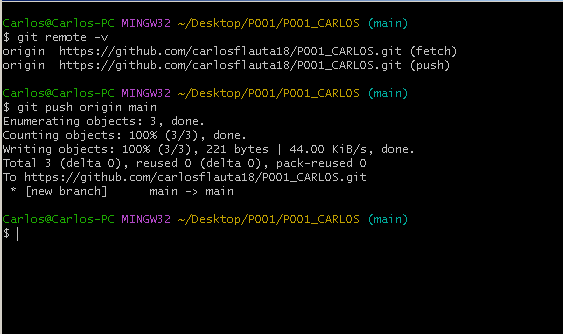 Carlos@Carlos-PC MINGW32 ~/Desktop/P001/P001_CARLOS (main)
$ git remote -v
origin  https://github.com/carlosflauta18/P001_CARLOS.git (fetch)
origin  https://github.com/carlosflauta18/P001_CARLOS.git (push)
Carlos@Carlos-PC MINGW32 ~/Desktop/P001/P001_CARLOS (main)
$ git push origin main
Enumerating objects: 3, done.
Counting objects: 100% (3/3), done.
Writing objects: 100% (3/3), 221 bytes | 44.00 KiB/s, done.
Total 3 (delta 0), reused 0 (delta 0), pack-reused 0
To https://github.com/carlosflauta18/P001_CARLOS.git
 * [new branch]      main -> main
Carlos@Carlos-PC MINGW32 ~/Desktop/P001/P001_CARLOS (main)
$